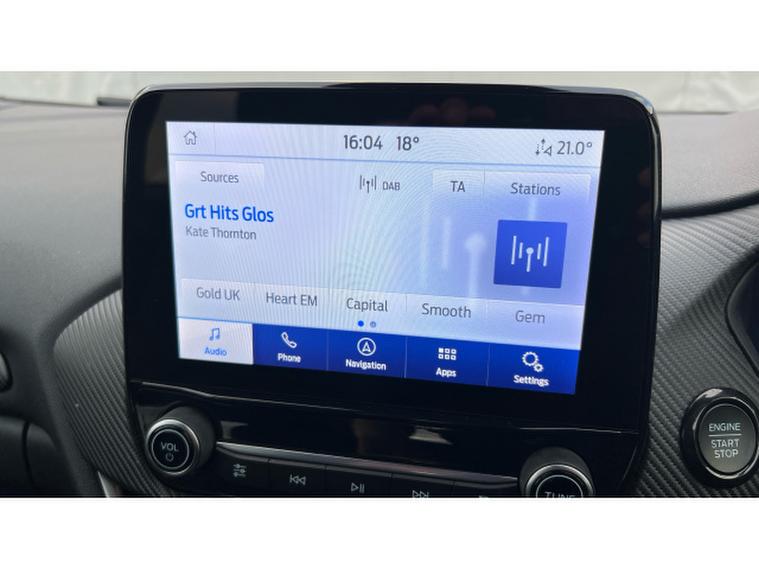 16:04 18° 21.0°
Sources DAB TA Stations
Grt Hits Glos
Kate Thornton
Gold UK Heart EM Capital Smooth Gem
Audio Phone Navigation Apps Settings
VOL
TUNE
ENGINE
START
STOP